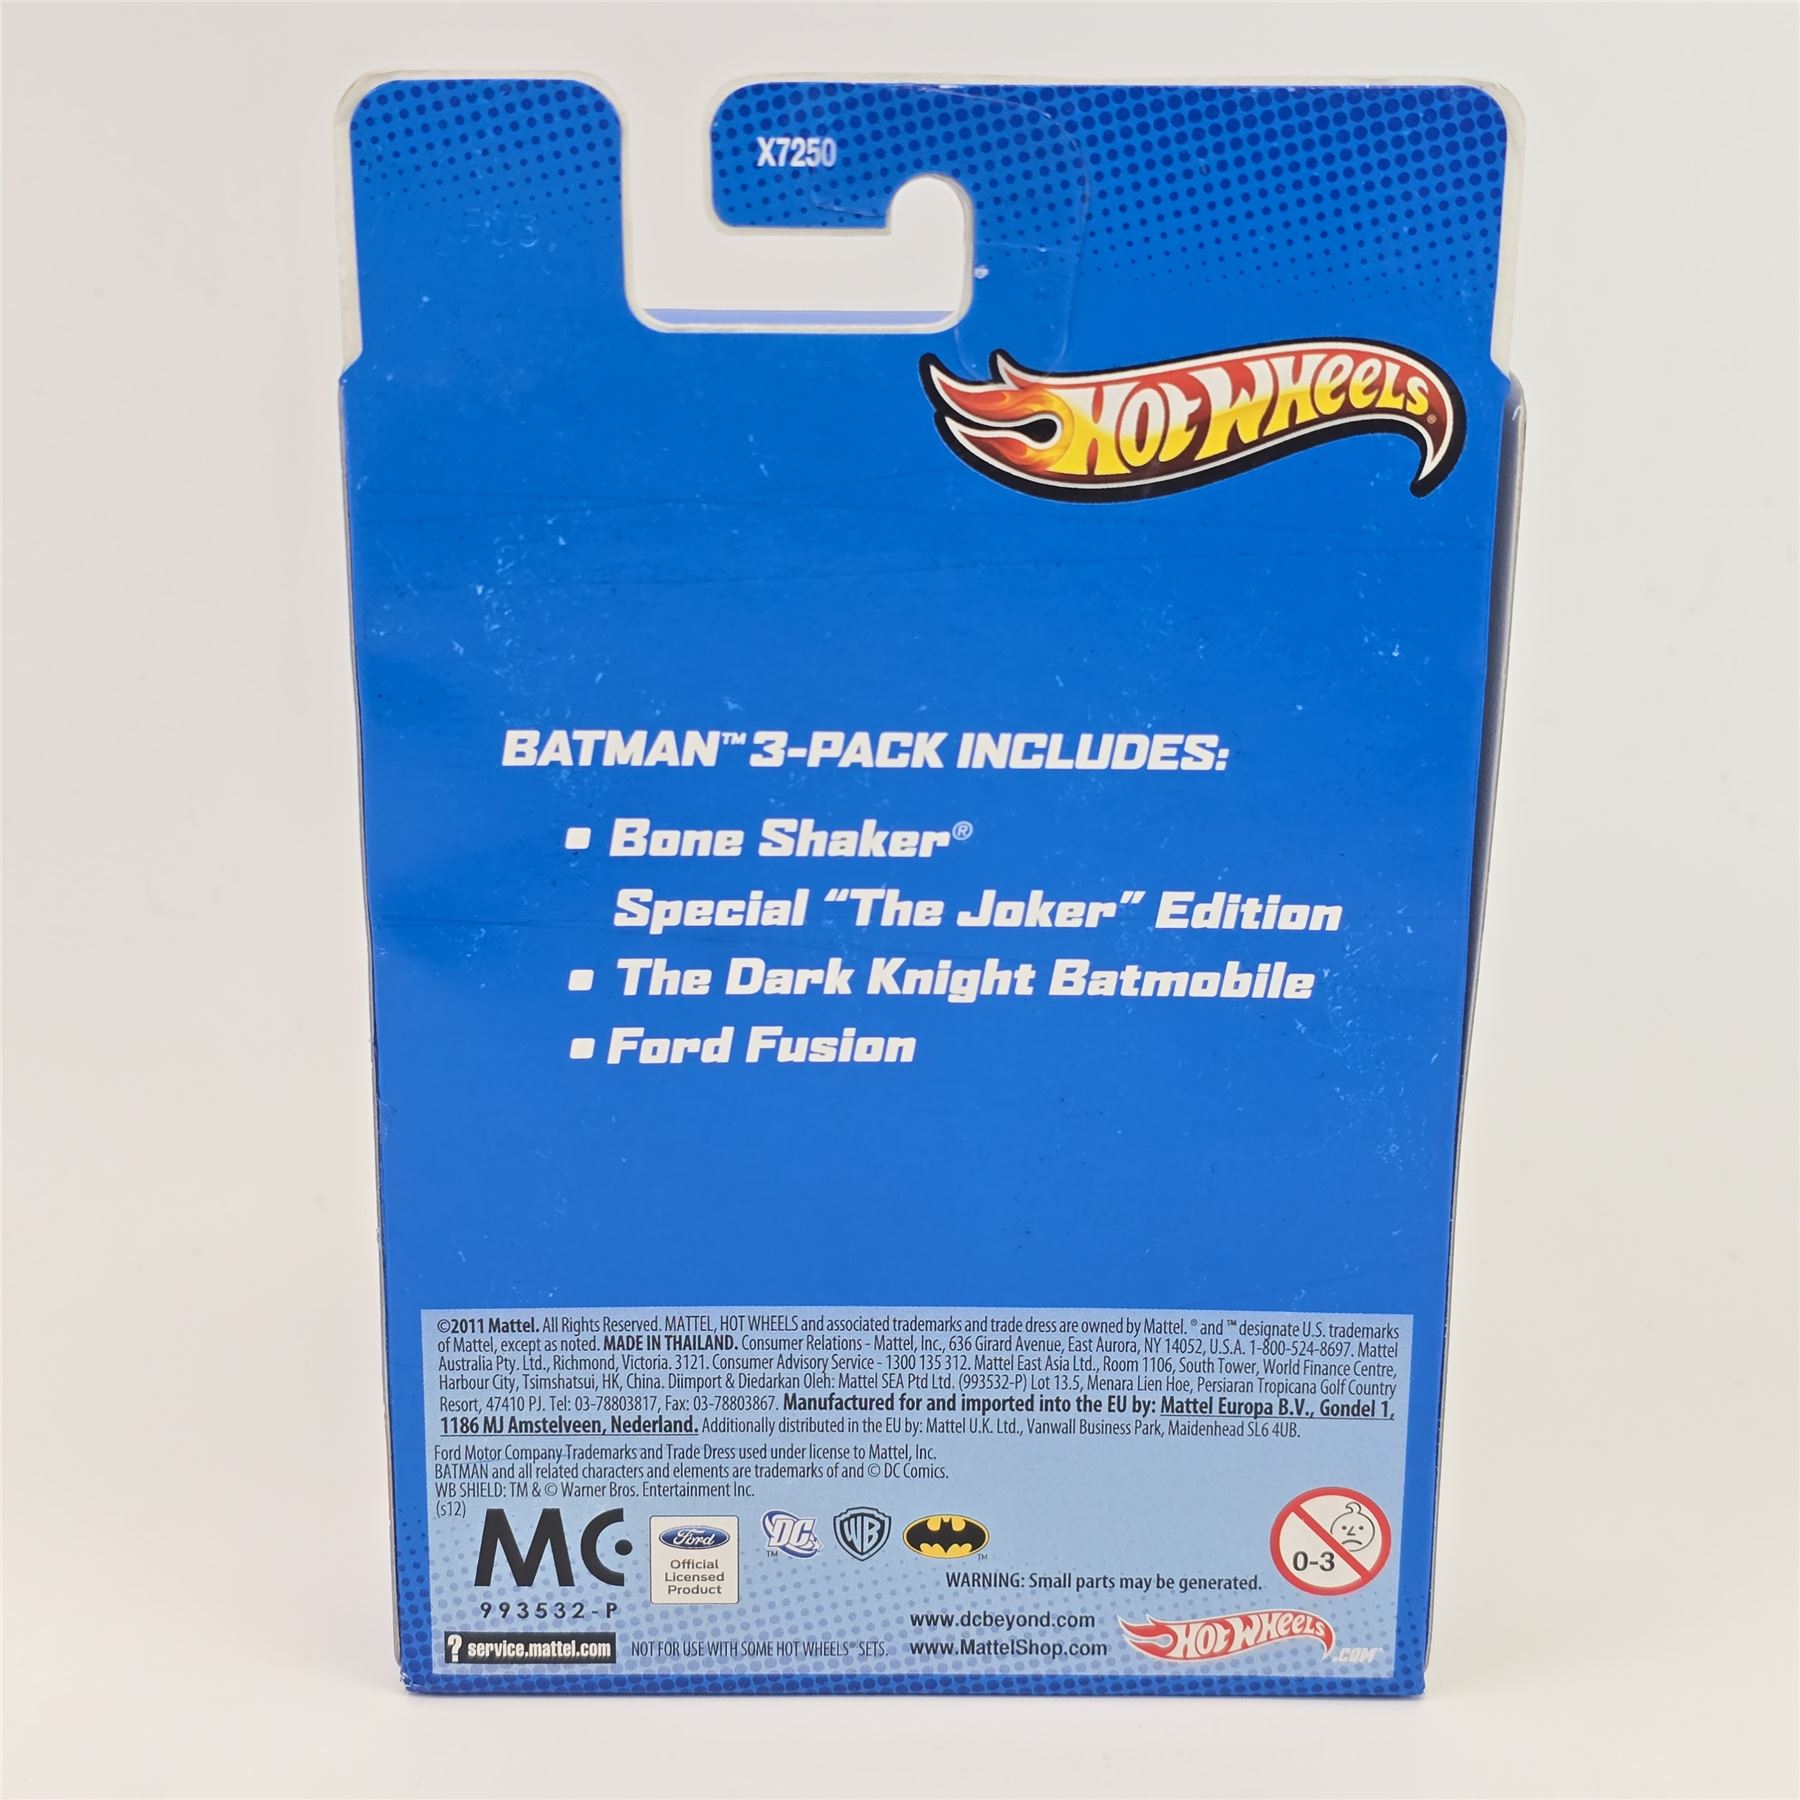 X7250
HOT WHEELS®
BATMAN™ 3-PACK INCLUDES:
▪ Bone Shaker®
Special “The Joker” Edition
▪ The Dark Knight Batmobile
▪ Ford Fusion
©2011 Mattel. All Rights Reserved. MATTEL, HOT WHEELS and associated trademarks and trade dress are owned by Mattel. ® and ™ designate U.S. trademarks
of Mattel, except as noted. MADE IN THAILAND. Consumer Relations - Mattel, Inc., 636 Girard Avenue, East Aurora, NY 14052, U.S.A. 1-800-524-8697. Mattel
Australia Pty. Ltd., Richmond, Victoria. 3121. Consumer Advisory Service - 1300 135 312. Mattel East Asia Ltd., Room 1106, South Tower, World Finance Centre,
Harbour City, Tsimshatsui, HK, China. Diimport & Diedarkan Oleh: Mattel SEA Ptd Ltd. (993532-P) Lot 13.5, Menara Lien Hoe, Persiaran Tropicana Golf Country
Resort, 47410 PJ. Tel: 03-78803817, Fax: 03-78803867. Manufactured for and imported into the EU by: Mattel Europa B.V., Gondel 1,
1186 MJ Amstelveen, Nederland. Additionally distributed in the EU by: Mattel U.K. Ltd., Vanwall Business Park, Maidenhead SL6 4UB.
Ford Motor Company Trademarks and Trade Dress used under license to Mattel, Inc.
BATMAN and all related characters and elements are trademarks of and © DC Comics.
WB SHIELD: TM & © Warner Bros. Entertainment Inc.
(s12)
MC
993532-P
Ford
Official
Licensed
Product
DC™
WB
™
0-3
WARNING: Small parts may be generated.
www.dcbeyond.com
? service.mattel.com
NOT FOR USE WITH SOME HOT WHEELS® SETS.
www.MattelShop.com
HOT WHEELS.COM™